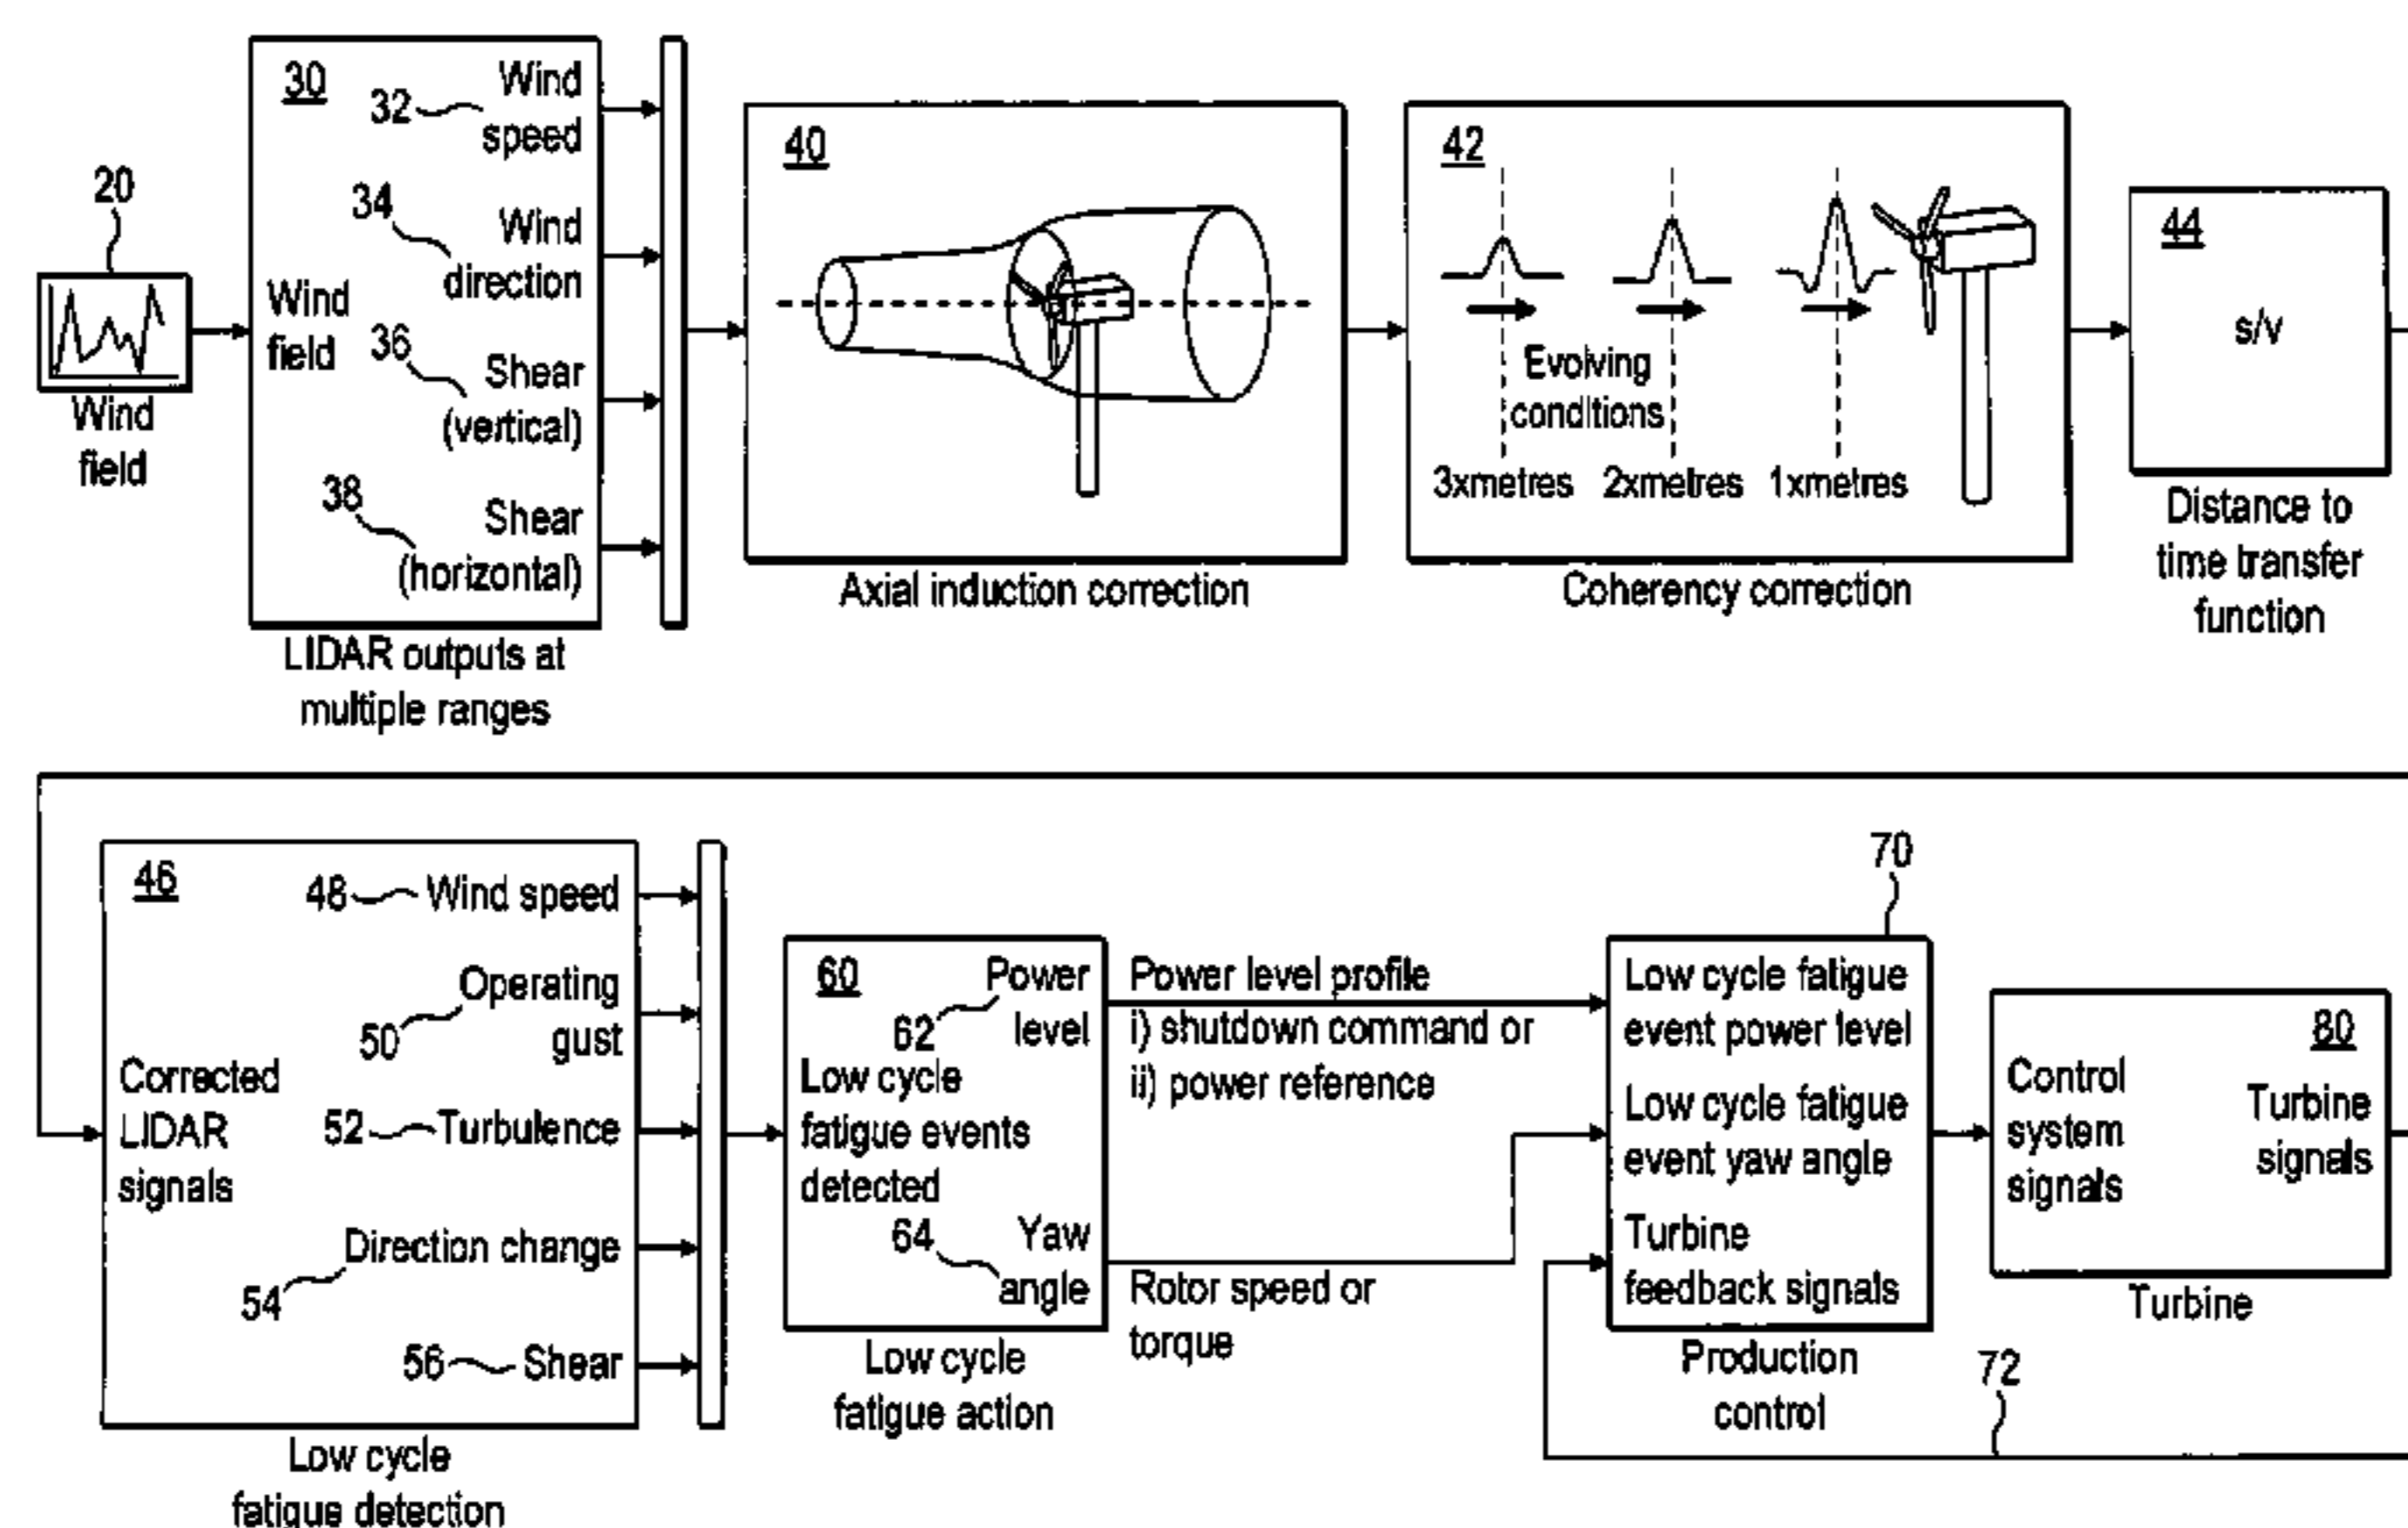 20
Wind
field
30
Wind
field
32
Wind
speed
34
Wind
direction
36
Shear
(vertical)
38
Shear
(horizontal)
LIDAR outputs at
multiple ranges
40
Axial induction correction
42
Evolving
conditions
3xmetres 2xmetres 1xmetres
Coherency correction
44
s/v
Distance to
time transfer
function
46
Corrected
LIDAR
signals
48
Wind speed
50
Operating
gust
52
Turbulence
Direction change
54
56
Shear
Low cycle
fatigue detection
60
Power
level
62
Low cycle
fatigue events
detected
64
Yaw
angle
Low cycle
fatigue action
Power level profile
i) shutdown command or
ii) power reference
Rotor speed or
torque
70
Low cycle fatigue
event power level
Low cycle fatigue
event yaw angle
Turbine
feedback signals
Production
control
72
80
Control
system
signals
Turbine
signals
Turbine